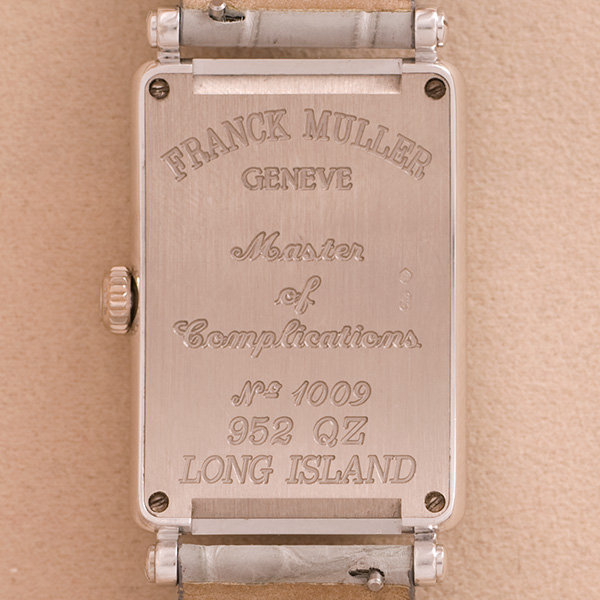 FRANCK MULLER
GENEVE
Master
of
Complications
Nº 1009
952 QZ
LONG ISLAND